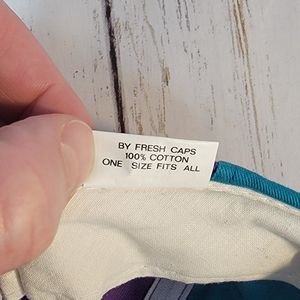 BY FRESH CAPS
100% COTTON
ONE SIZE FITS ALL